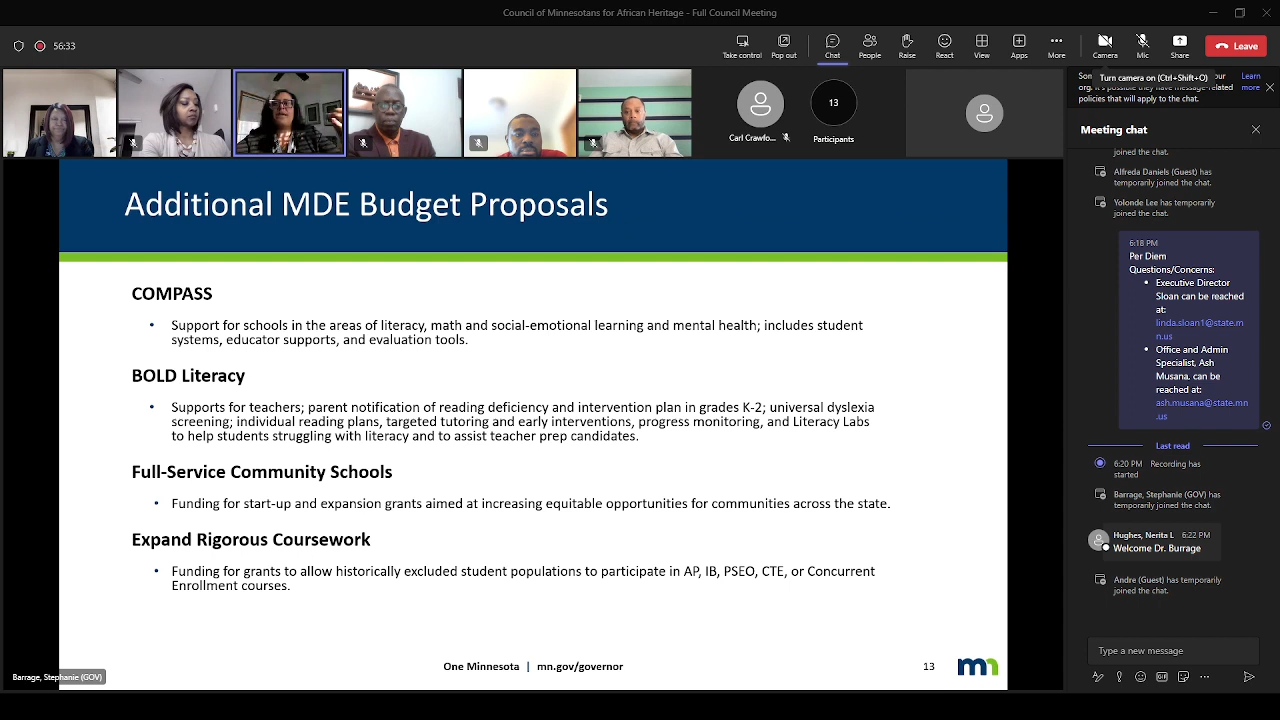 Council of Minnesotans for African Heritage - Full Council Meeting
56:33
Take control
Pop out
Chat
People
Raise
React
View
Apps
More
Camera
Mic
Share
Leave
Carl Crawfo...
13
Participants
Turn camera on (Ctrl+Shift+O)
our
Learn
org. It's possible they have message-related
more
policies that will apply to the chat.
Meeting chat
joined the chat.
Alfreda Daniels (Guest) has
temporarily joined the chat.
Yolonde Lee has temporarily
joined the chat.
6:18 PM
Per Diem
Questions/Concerns:
Executive Director
Sloan can be reached
at:
linda.sloan1@state.m
n.us
Office and Admin
Specialist, Ash
Musana. can be
reached at:
ash.musana@state.mn
.us
Last read
6:20 PM Recording has
started
Barrage, Stephanie (GOV) has
temporarily joined the chat.
Hughes, Nerita L 6:22 PM
Welcome Dr. Burrage
Andre (Guest) has temporarily
joined the chat.
Type a new message
Additional MDE Budget Proposals
COMPASS
• Support for schools in the areas of literacy, math and social-emotional learning and mental health; includes student
systems, educator supports, and evaluation tools.
BOLD Literacy
• Supports for teachers; parent notification of reading deficiency and intervention plan in grades K-2; universal dyslexia
screening; individual reading plans, targeted tutoring and early interventions, progress monitoring, and Literacy Labs
to help students struggling with literacy and to assist teacher prep candidates.
Full-Service Community Schools
• Funding for start-up and expansion grants aimed at increasing equitable opportunities for communities across the state.
Expand Rigorous Coursework
• Funding for grants to allow historically excluded student populations to participate in AP, IB, PSEO, CTE, or Concurrent
Enrollment courses.
One Minnesota | mn.gov/governor
13
mn
Barrage, Stephanie (GOV)